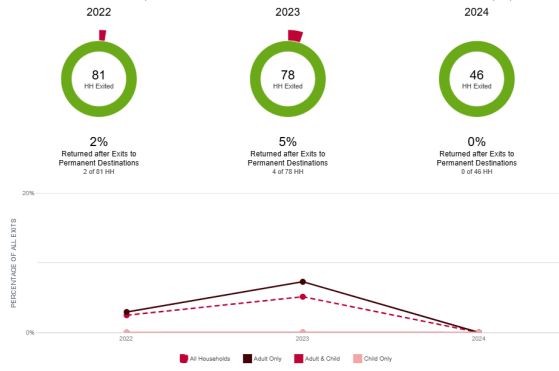 2022
2023
2024
81
HH Exited
78
HH Exited
46
HH Exited
2%
Returned after Exits to
Permanent Destinations
2 of 81 HH
5%
Returned after Exits to
Permanent Destinations
4 of 78 HH
0%
Returned after Exits to
Permanent Destinations
0 of 46 HH
20%
PERCENTAGE OF ALL EXITS
0%
2022
2023
2024
All Households
Adult Only
Adult & Child
Child Only